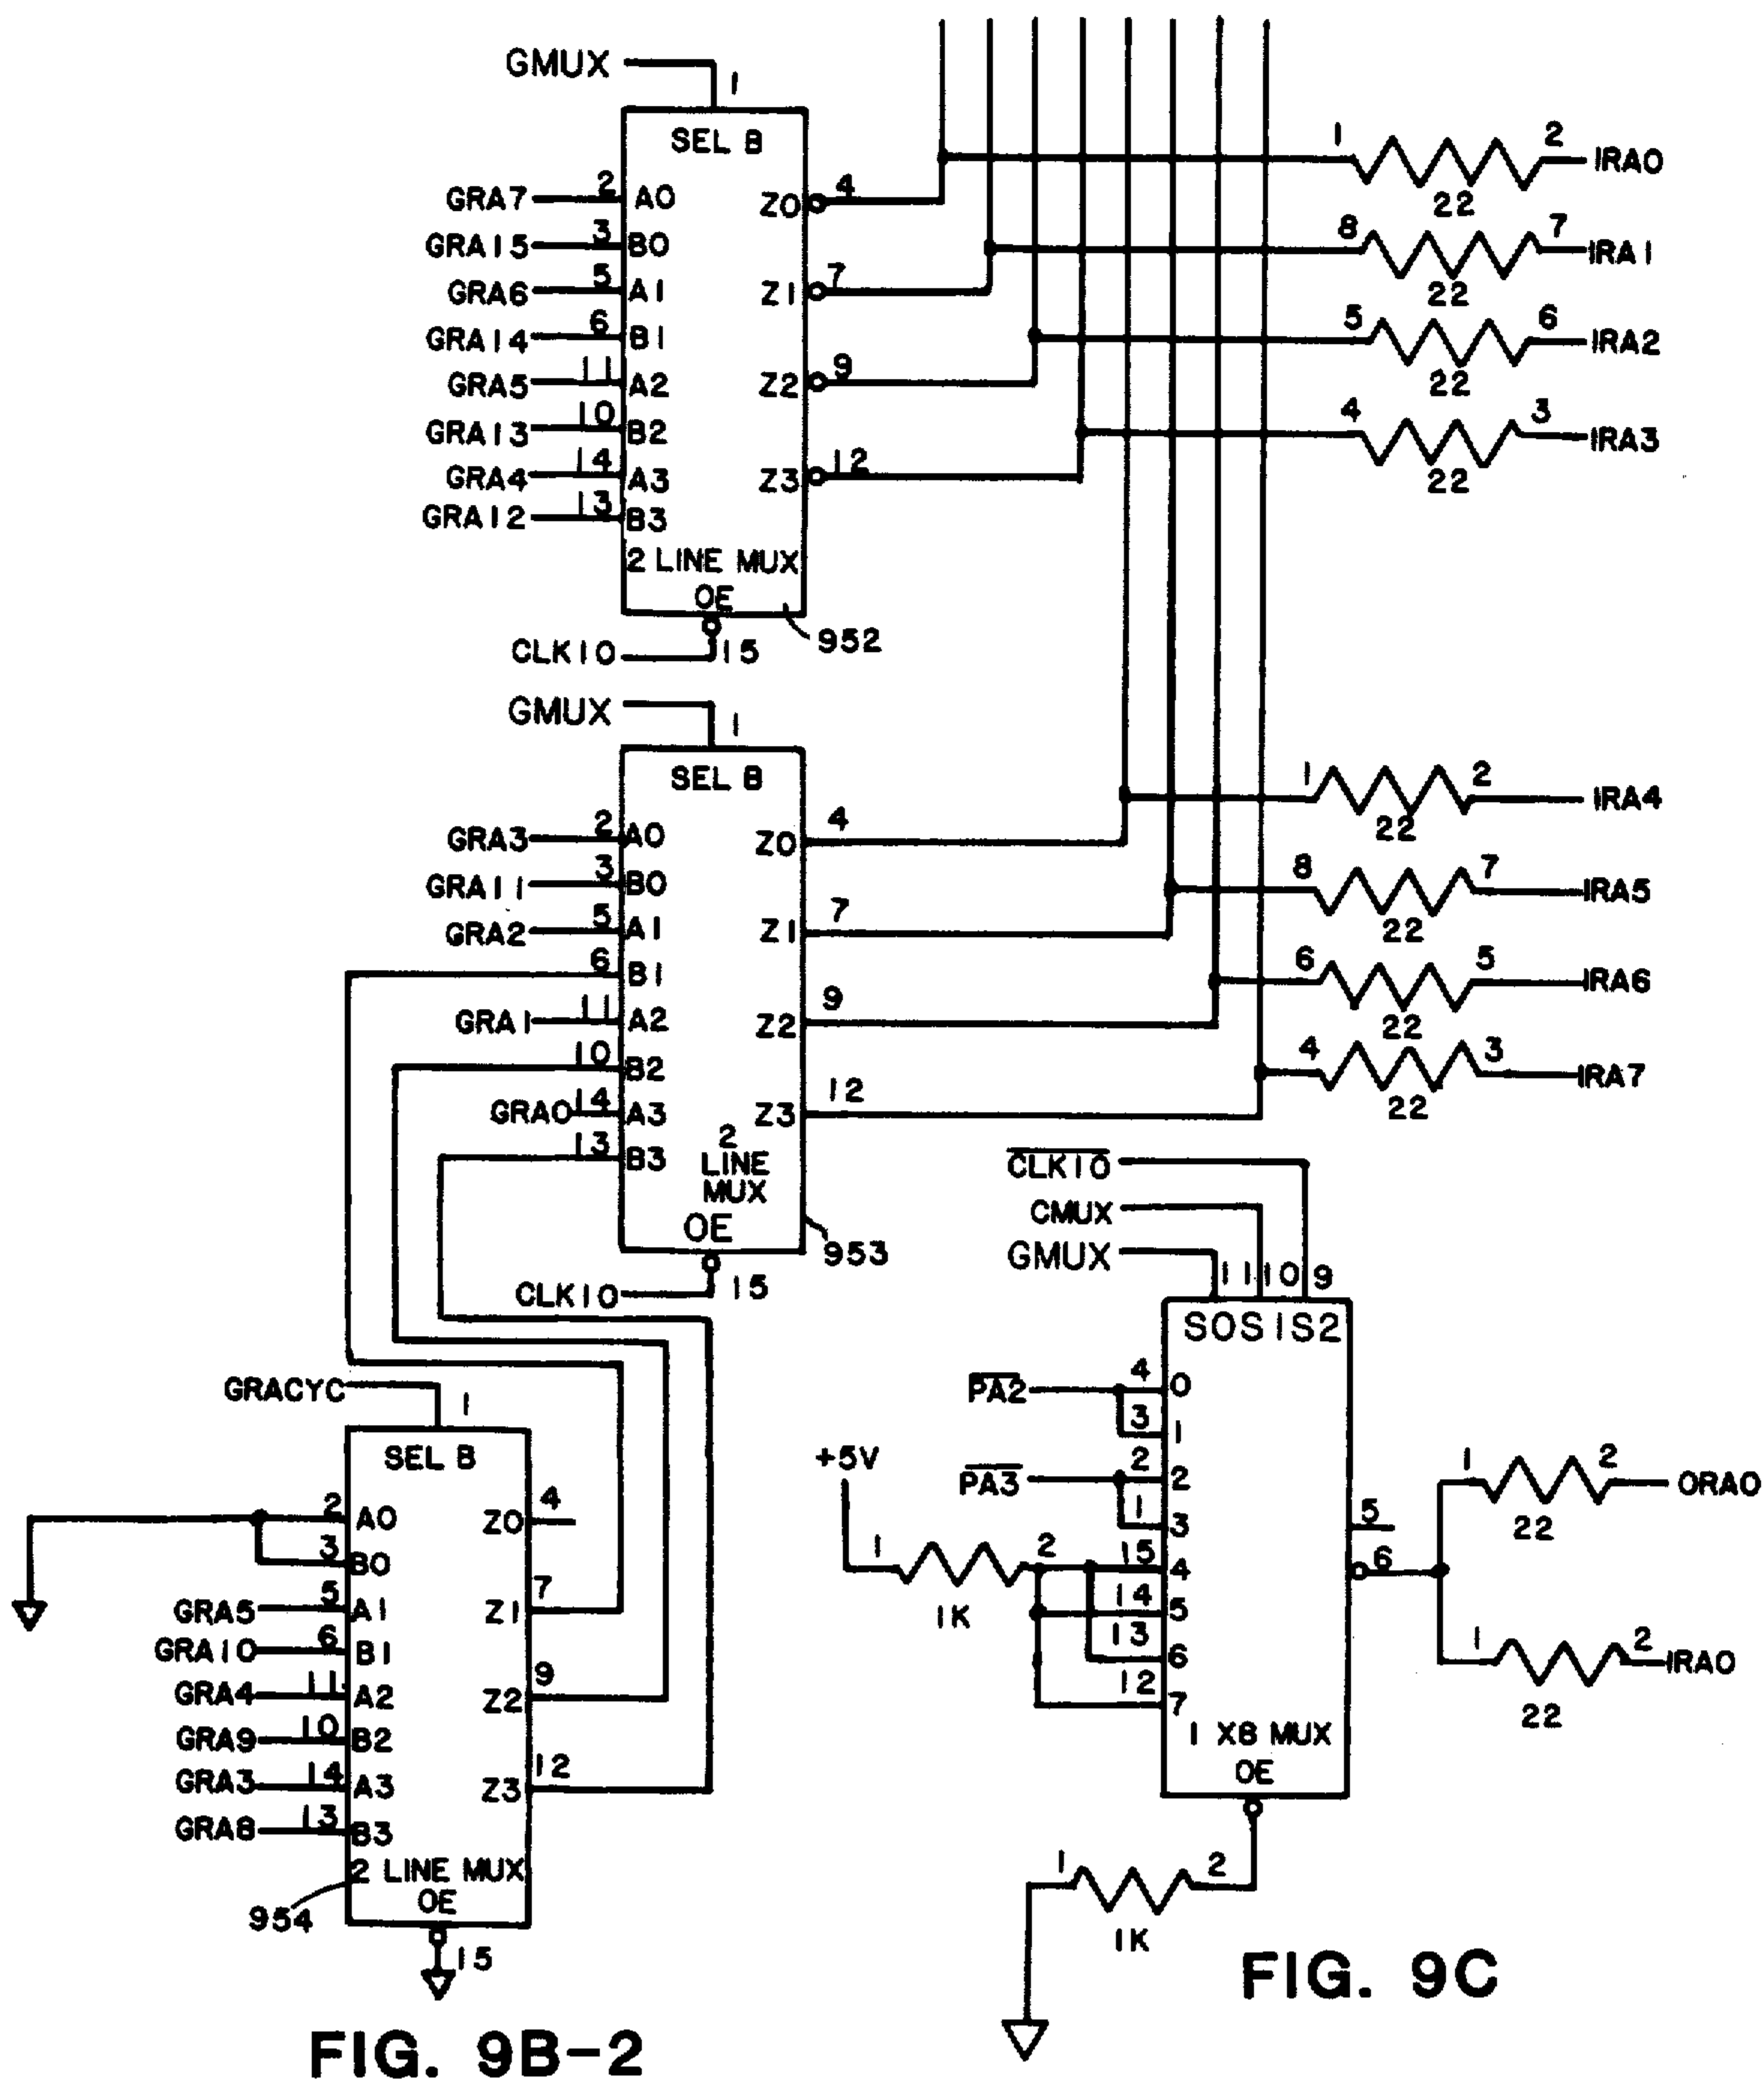 GMUX
1
SEL B
GRA7 2 A0 Z0 4
GRA15 3 B0
GRA6 5 A1 Z1 7
GRA14 6 B1
GRA5 11 A2 Z2 9
GRA13 10 B2
GRA4 14 A3 Z3 12
GRA12 13 B3
2 LINE MUX
OE
952
CLK10 15
1 2 IRA0
22
8 7 IRA1
22
5 6 IRA2
22
4 3 IRA3
22
GMUX
1
SEL B
GRA3 2 A0 Z0 4
GRA11 3 B0
GRA2 5 A1 Z1 7
6 B1
GRA1 11 A2 Z2 9
10 B2
GRA0 14 A3 Z3 12
13 B3
2
LINE
MUX
OE
953
CLK10 15
1 2 IRA4
22
8 7 IRA5
22
6 5 IRA6
22
4 3 IRA7
22
GRACYC
1
SEL B
2 A0 Z0 4
3 B0
GRA5 5 A1 Z1 7
GRA10 6 B1
GRA4 11 A2 Z2 9
GRA9 10 B2
GRA3 14 A3 Z3 12
GRA8 13 B3
2 LINE MUX
OE
954
15
FIG. 9B-2
CLK10
CMUX
GMUX
11 10 9
S0 S1 S2
PA2 4 0
3 1
PA3 2 2
1 3
+5V
1 2
1K
15 4
14 5
13 6
12 7
1 X8 MUX
OE
5
6
1 2 ORA0
22
1 2 IRA0
22
1 2
1K
FIG. 9C